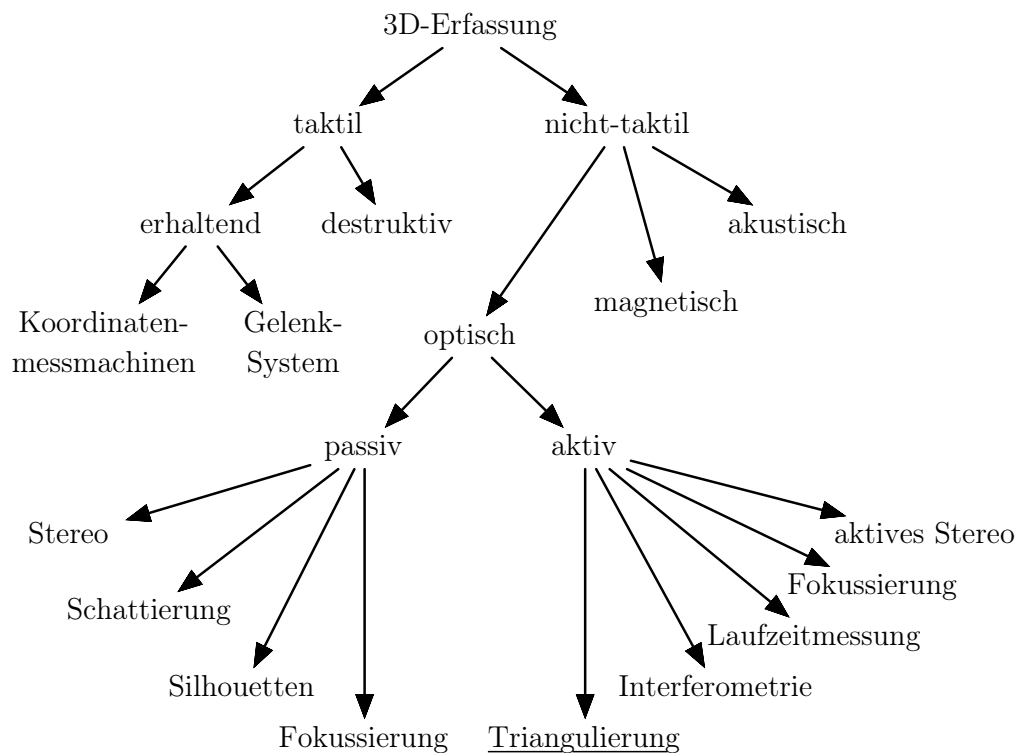 3D-Erfassung
taktil
nicht-taktil
erhaltend
destruktiv
akustisch
magnetisch
Koordinaten-
messmachinen
Gelenk-
System
optisch
passiv
aktiv
Stereo
aktives Stereo
Fokussierung
Schattierung
Laufzeitmessung
Silhouetten
Interferometrie
Fokussierung
Triangulierung